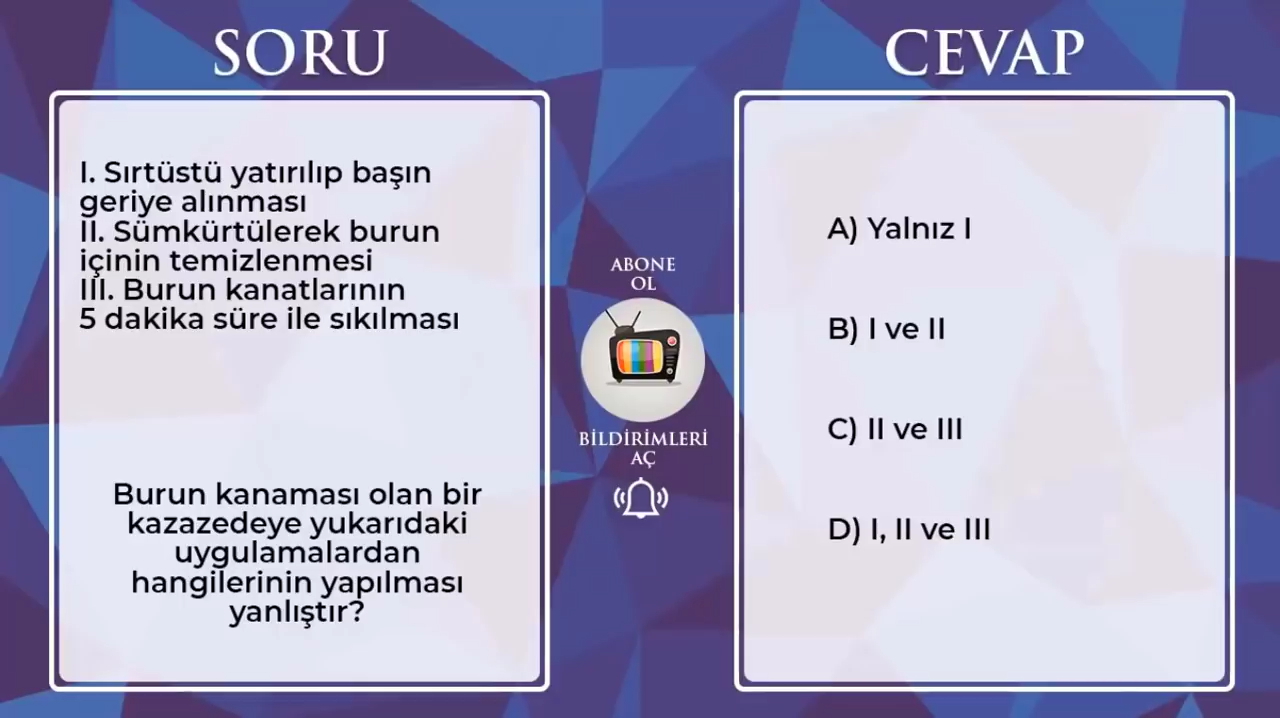 SORU
I. Sırtüstü yatırılıp başın
geriye alınması
II. Sümkürtülerek burun
içinin temizlenmesi
III. Burun kanatlarının
5 dakika süre ile sıkılması
Burun kanaması olan bir
kazazedeye yukarıdaki
uygulamalardan
hangilerinin yapılması
yanlıştır?
ABONE
OL
BİLDİRİMLERİ
AÇ
CEVAP
A) Yalnız I
B) I ve II
C) II ve III
D) I, II ve III